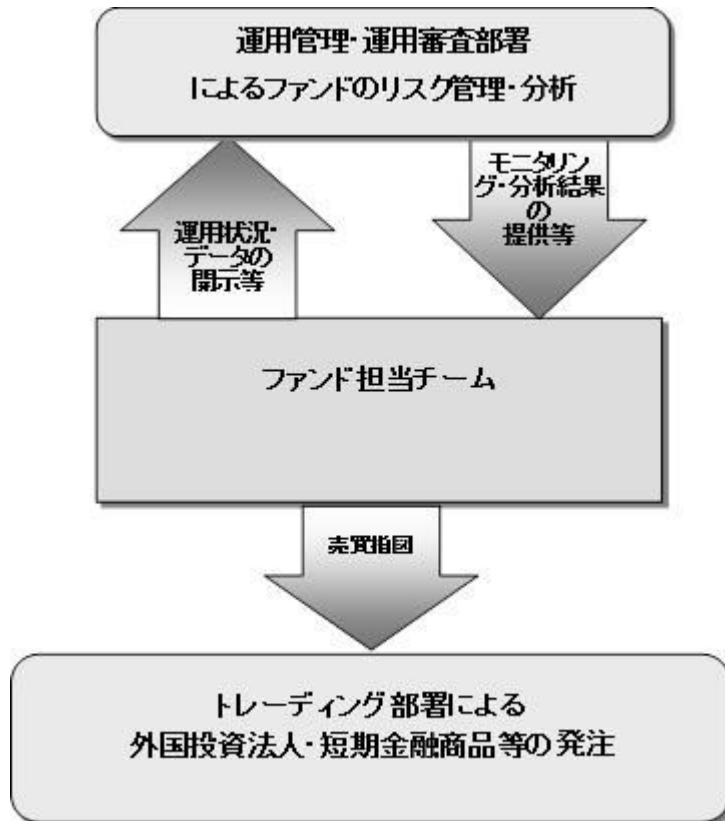 運用管理・運用審査部署
によるファンドのリスク管理・分析
モニタリン
グ・分析結果
の
提供等
運用状況・
データの
開示等
ファンド担当チーム
売買指図
トレーディング部署による
外国投資法人・短期金融商品等の発注